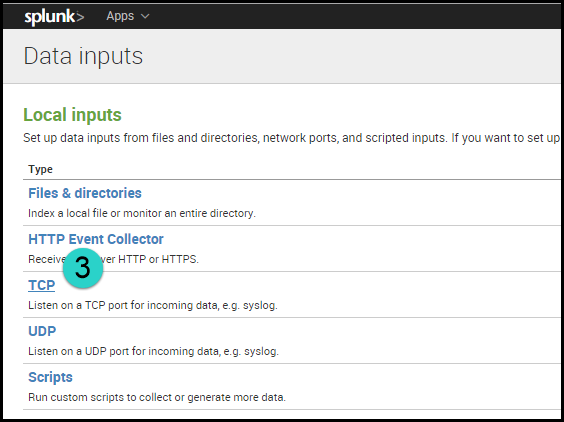 splunk> Apps
Data inputs
Local inputs
Set up data inputs from files and directories, network ports, and scripted inputs. If you want to set up
Type
Files & directories
Index a local file or monitor an entire directory.
HTTP Event Collector
Receive ver HTTP or HTTPS.
3
TCP
Listen on a TCP port for incoming data, e.g. syslog.
UDP
Listen on a UDP port for incoming data, e.g. syslog.
Scripts
Run custom scripts to collect or generate more data.